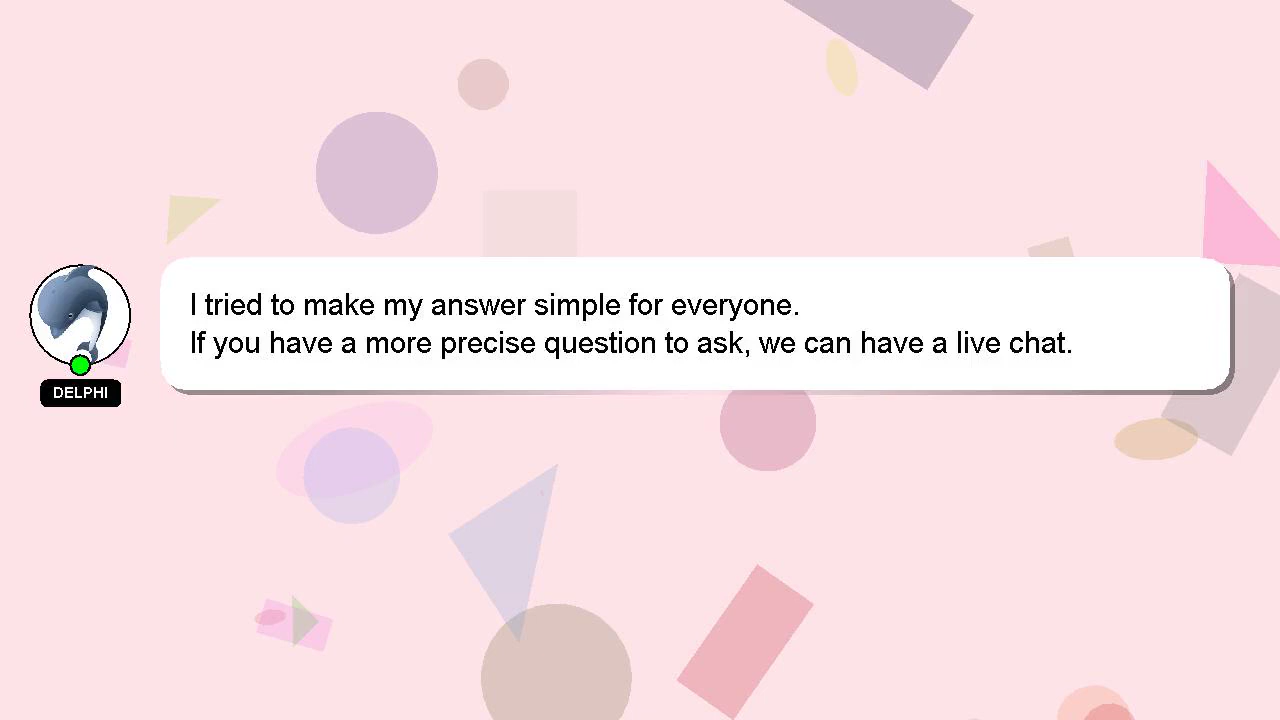 I tried to make my answer simple for everyone.
If you have a more precise question to ask, we can have a live chat.
DELPHI